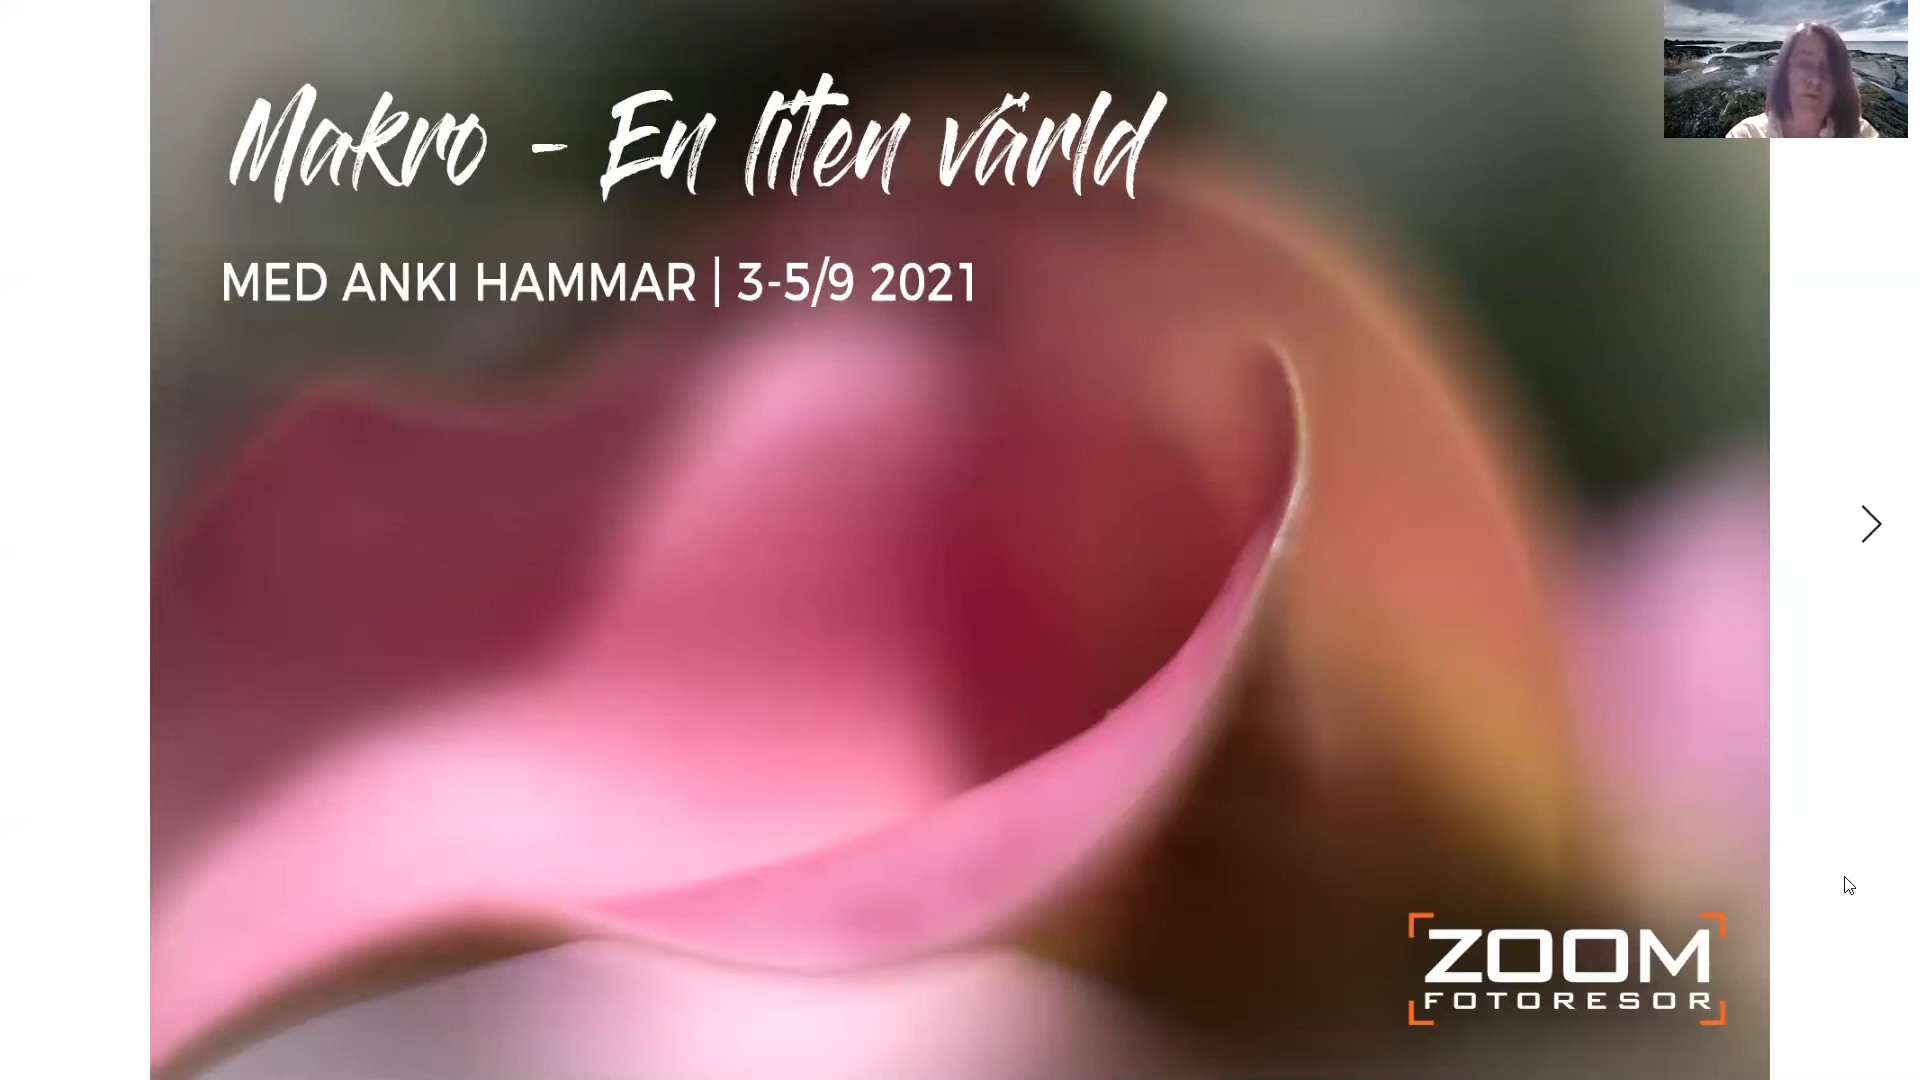 Makro - En liten värld
MED ANKI HAMMAR | 3-5/9 2021
ZOOM
FOTORESOR